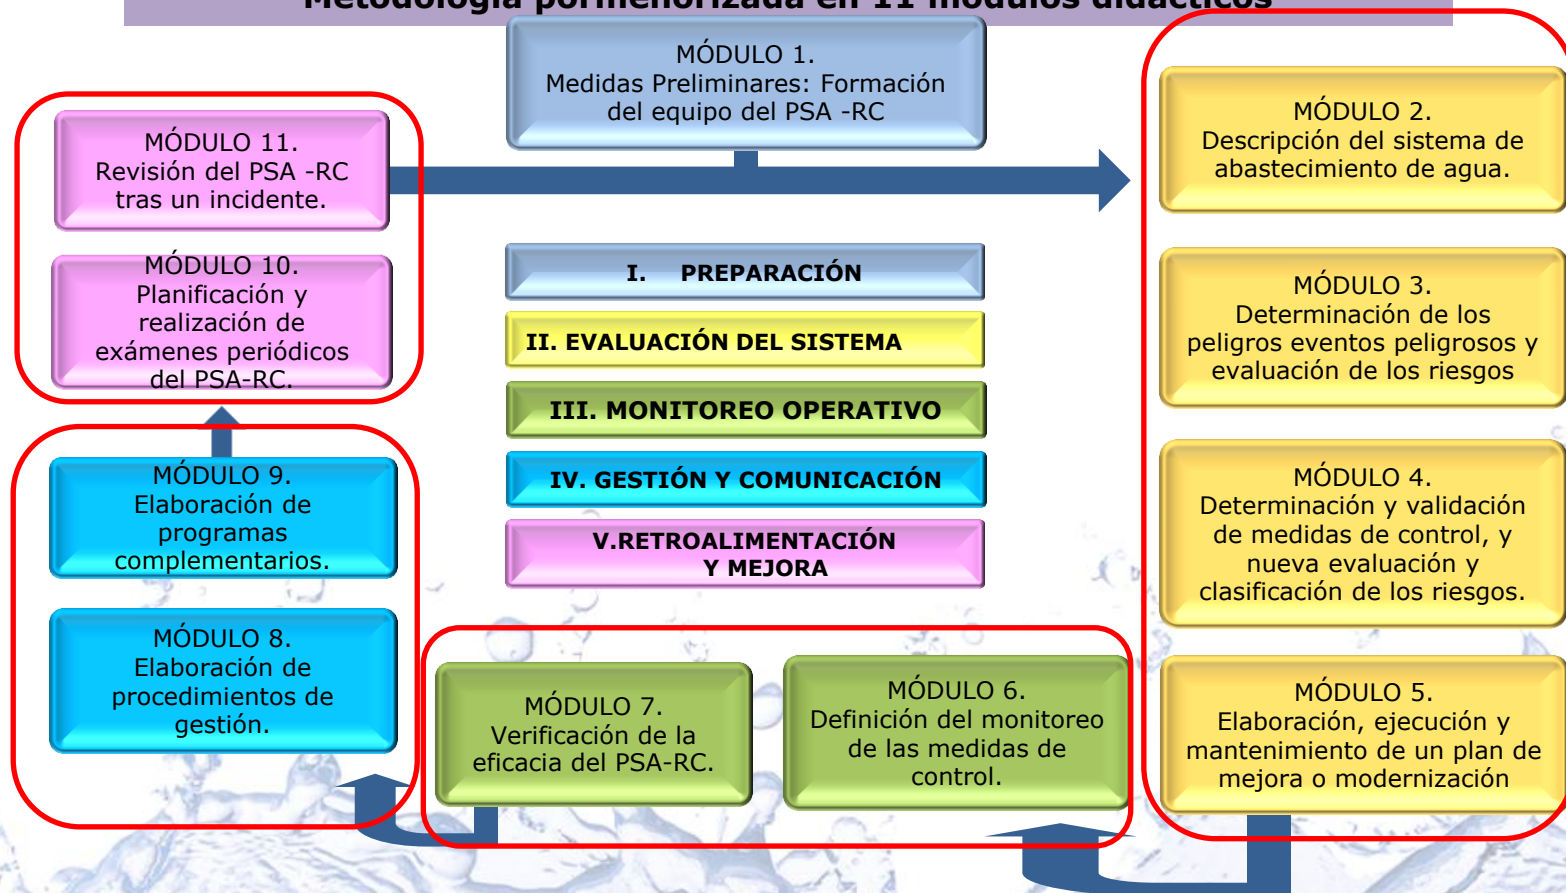 Metodología pormenorizada en 11 módulos didácticos
MÓDULO 1.
Medidas Preliminares: Formación
del equipo del PSA -RC
MÓDULO 2.
Descripción del sistema de
abastecimiento de agua.
MÓDULO 3.
Determinación de los
peligros eventos peligrosos y
evaluación de los riesgos
MÓDULO 4.
Determinación y validación
de medidas de control, y
nueva evaluación y
clasificación de los riesgos.
MÓDULO 5.
Elaboración, ejecución y
mantenimiento de un plan de
mejora o modernización
MÓDULO 6.
Definición del monitoreo
de las medidas de
control.
MÓDULO 7.
Verificación de la
eficacia del PSA-RC.
MÓDULO 8.
Elaboración de
procedimientos de
gestión.
MÓDULO 9.
Elaboración de
programas
complementarios.
MÓDULO 10.
Planificación y
realización de
exámenes periódicos
del PSA-RC.
MÓDULO 11.
Revisión del PSA -RC
tras un incidente.
I. PREPARACIÓN
II. EVALUACIÓN DEL SISTEMA
III. MONITOREO OPERATIVO
IV. GESTIÓN Y COMUNICACIÓN
V.RETROALIMENTACIÓN
Y MEJORA